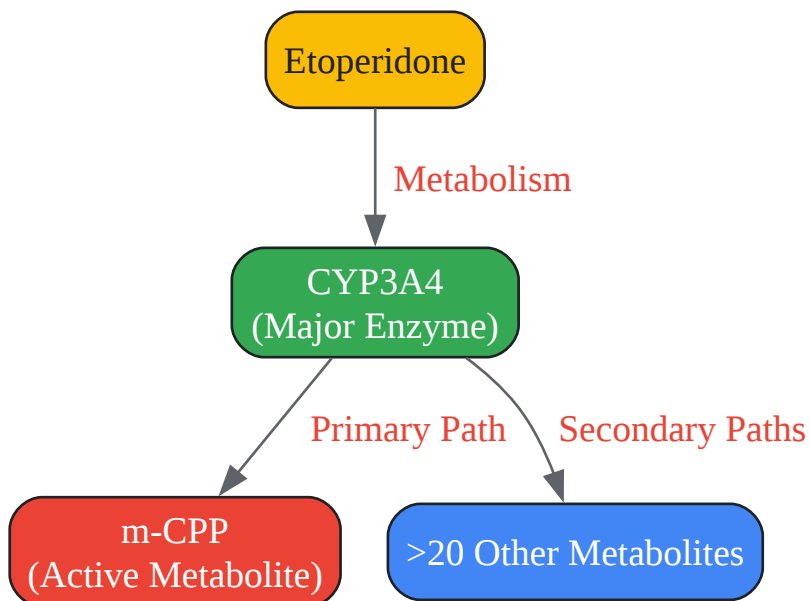 Etoperidone
Metabolism
CYP3A4
(Major Enzyme)
Primary Path
Secondary Paths
m-CPP
(Active Metabolite)
>20 Other Metabolites